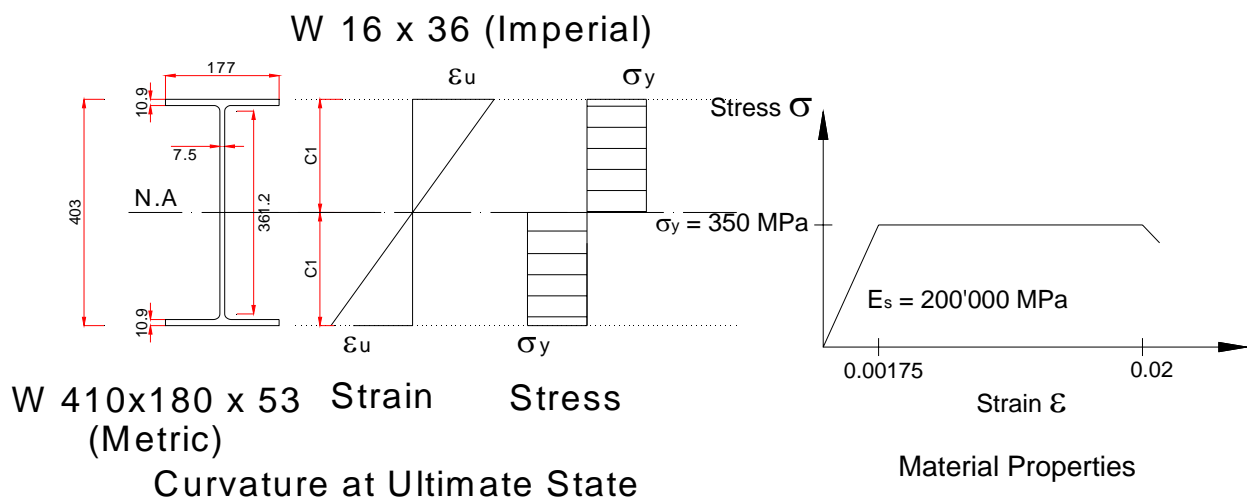 W 16 x 36 (Imperial)
177
10.9
7.5
403
361.2
10.9
N.A
εu
C1
C1
εu
σy
σy
Stress σ
σy = 350 MPa
Es = 200'000 MPa
0.00175
0.02
Strain ε
Material Properties
W 410x180 x 53
(Metric)
Strain
Stress
Curvature at Ultimate State